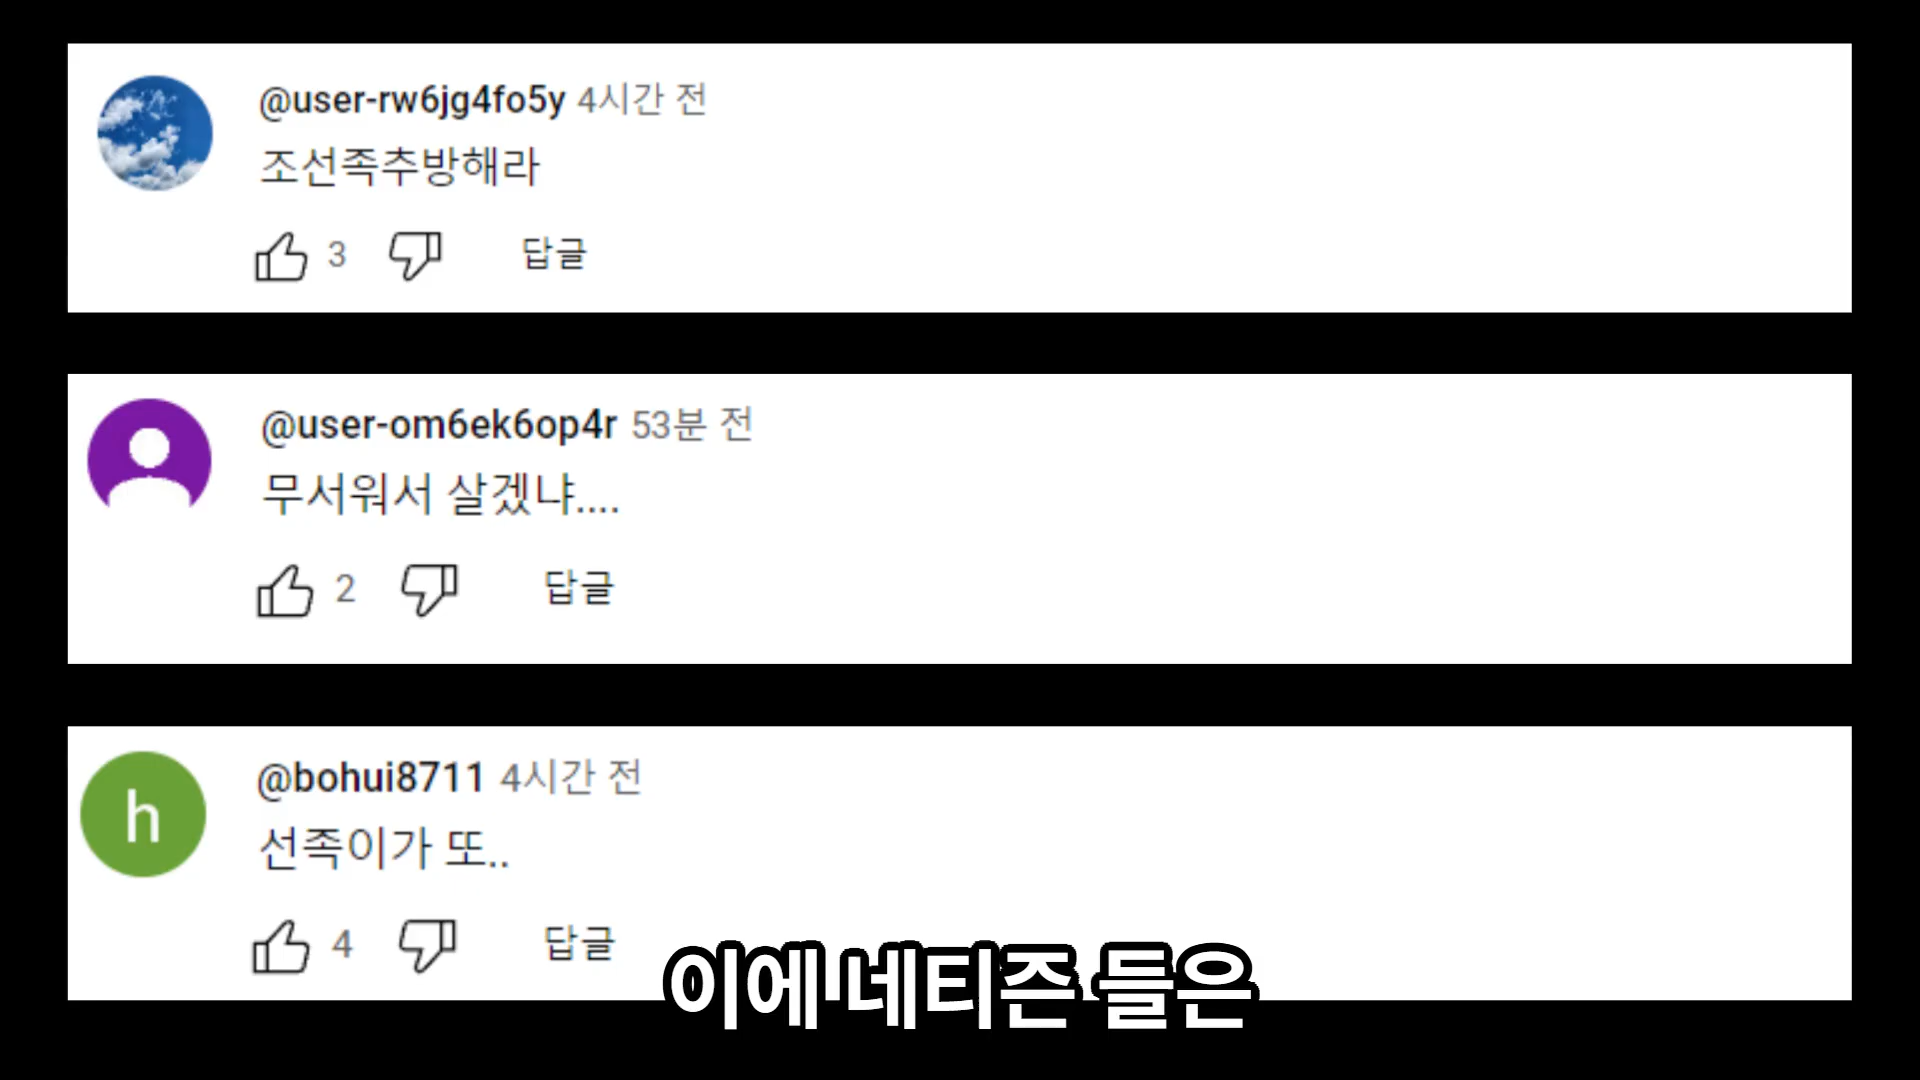 @user-rw6jg4fo5y 4시간 전
조선족추방해라
3 답글
@user-om6ek6op4r 53분 전
무서워서 살겠냐....
2 답글
h
@bohui8711 4시간 전
선족이가 또..
4 답글
이에 네티즌 들은